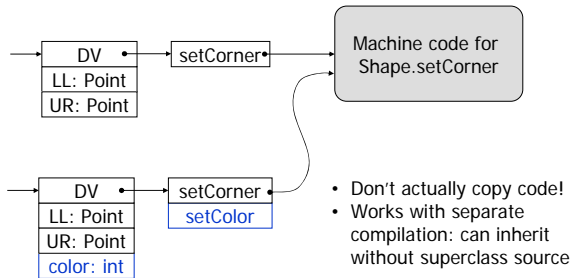 DV
setCorner
Machine code for
Shape.setCorner
LL: Point
UR: Point
DV
setCorner
LL: Point
setColor
UR: Point
color: int
• Don't actually copy code!
• Works with separate
compilation: can inherit
without superclass source